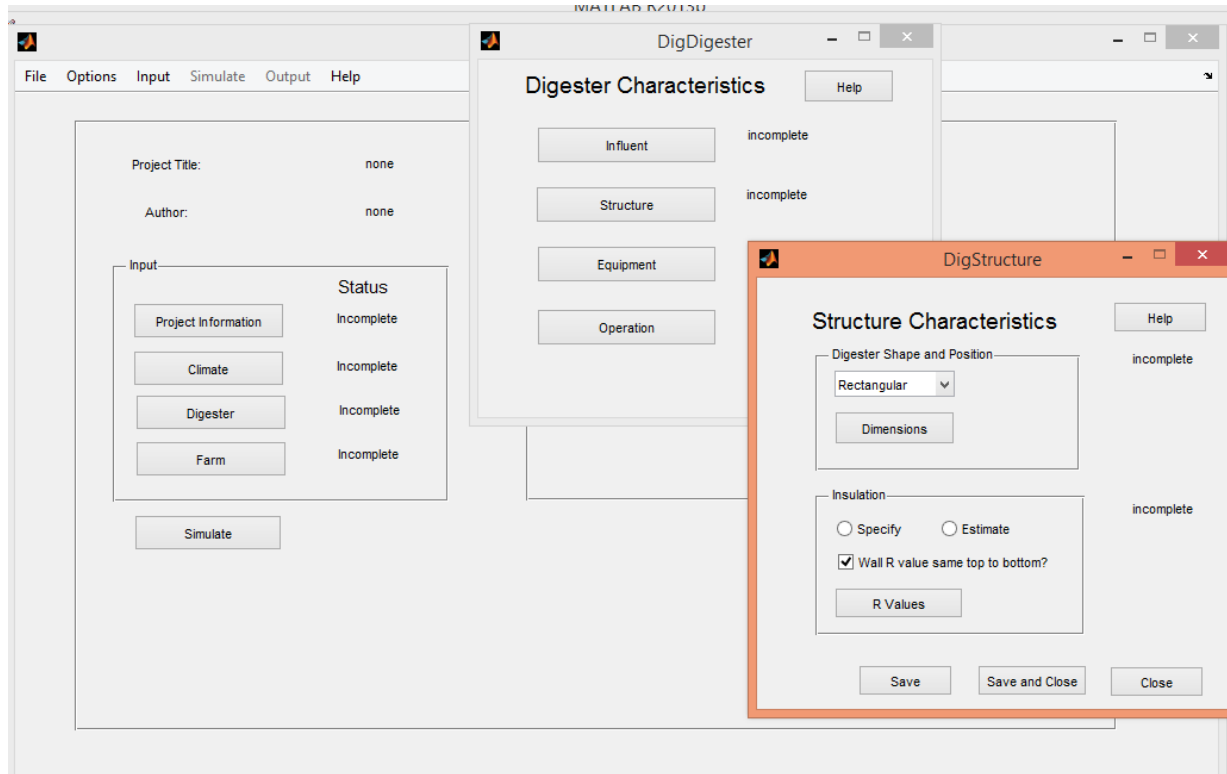 MATLAB R2013b
File Options Input Simulate Output Help
Project Title: none
Author: none
Input
Status
Project Information Incomplete
Climate Incomplete
Digester Incomplete
Farm Incomplete
Simulate
DigDigester
Digester Characteristics Help
Influent incomplete
Structure incomplete
Equipment
Operation
DigStructure
Structure Characteristics Help
Digester Shape and Position incomplete
Rectangular
Dimensions
Insulation incomplete
Specify Estimate
Wall R value same top to bottom?
R Values
Save Save and Close Close